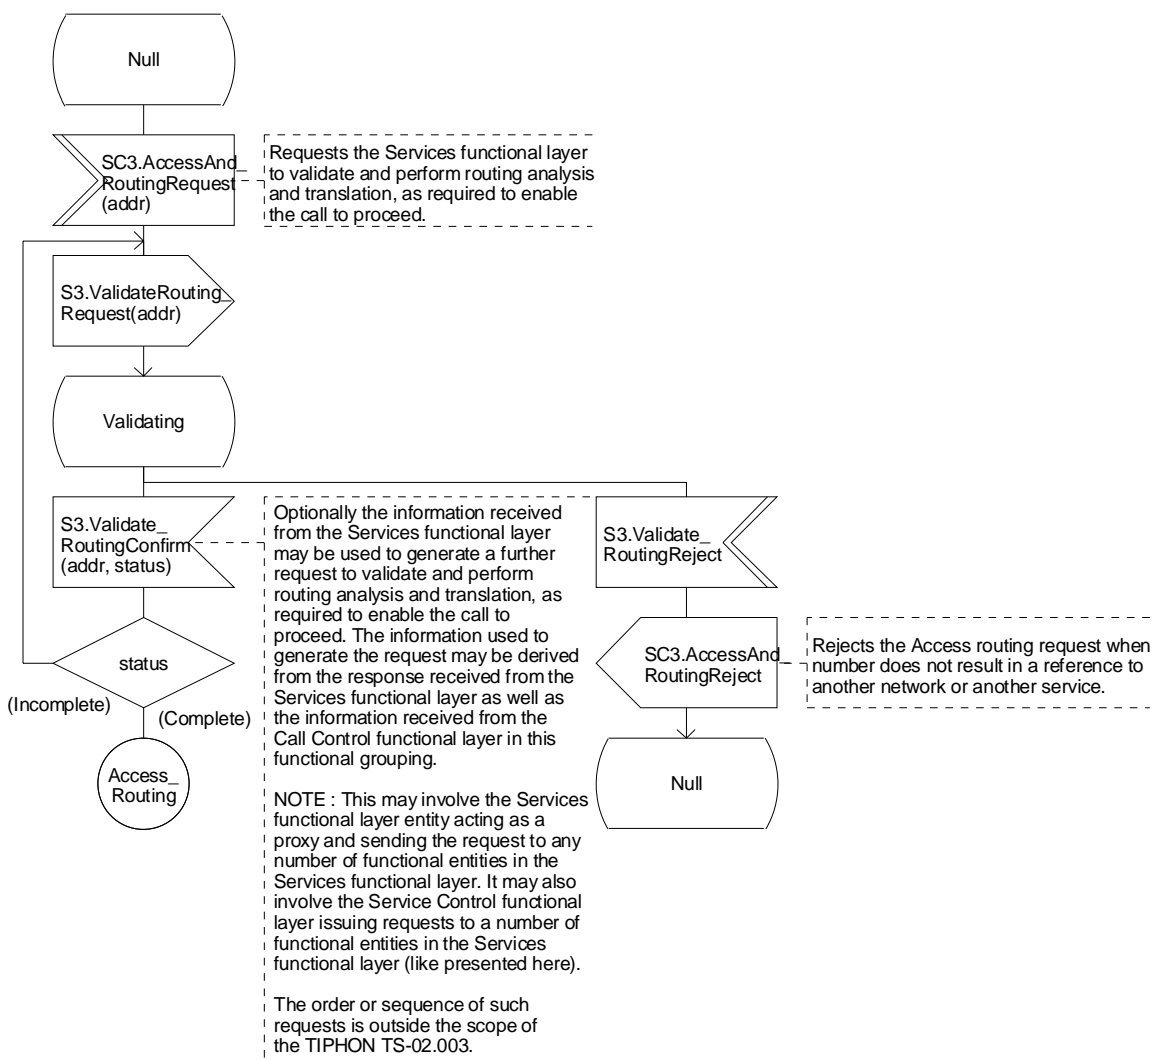 Null
SC3.AccessAnd_
RoutingRequest
(addr)
Requests the Services functional layer
to validate and perform routing analysis
and translation, as required to enable
the call to proceed.
S3.ValidateRouting_
Request(addr)
Validating
S3.Validate_
RoutingConfirm
(addr, status)
Optionally the information received
from the Services functional layer
may be used to generate a further
request to validate and perform
routing analysis and translation, as
required to enable the call to
proceed. The information used to
generate the request may be derived
from the response received from the
Services functional layer as well as
the information received from the
Call Control functional layer in this
functional grouping.
NOTE : This may involve the Services
functional layer entity acting as a
proxy and sending the request to any
number of functional entities in the
Services functional layer. It may also
involve the Service Control functional
layer issuing requests to a number of
functional entities in the Services
functional layer (like presented here).
The order or sequence of such
requests is outside the scope of
the TIPHON TS-02.003.
S3.Validate_
RoutingReject
status
(Incomplete)
(Complete)
Access_
Routing
SC3.AccessAnd_
RoutingReject
Rejects the Access routing request when
number does not result in a reference to
another network or another service.
Null